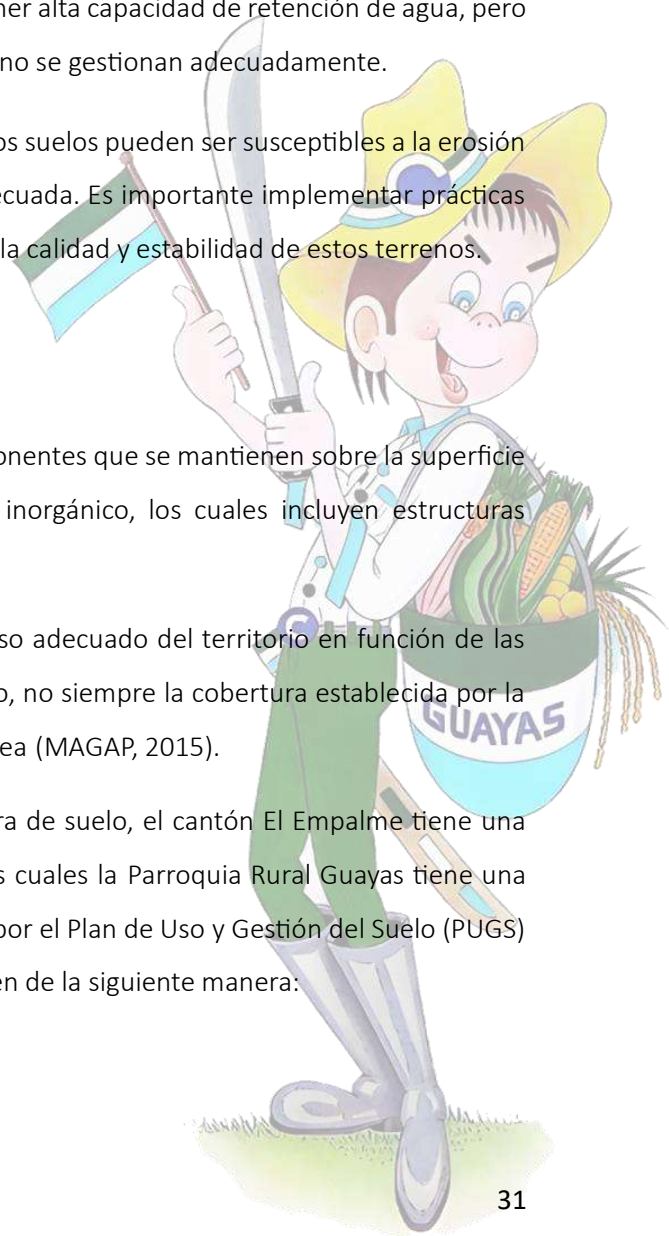 ner alta capacidad de retención de agua, pero
no se gestionan adecuadamente.
os suelos pueden ser susceptibles a la erosión
ecuada. Es importante implementar prácticas
la calidad y estabilidad de estos terrenos.
onentes que se mantienen sobre la superficie
inorgánico, los cuales incluyen estructuras
so adecuado del territorio en función de las
o, no siempre la cobertura establecida por la
GUAYAS
ea (MAGAP, 2015).
ra de suelo, el cantón El Empalme tiene una
s cuales la Parroquia Rural Guayas tiene una
por el Plan de Uso y Gestión del Suelo (PUGS)
en de la siguiente manera:
31